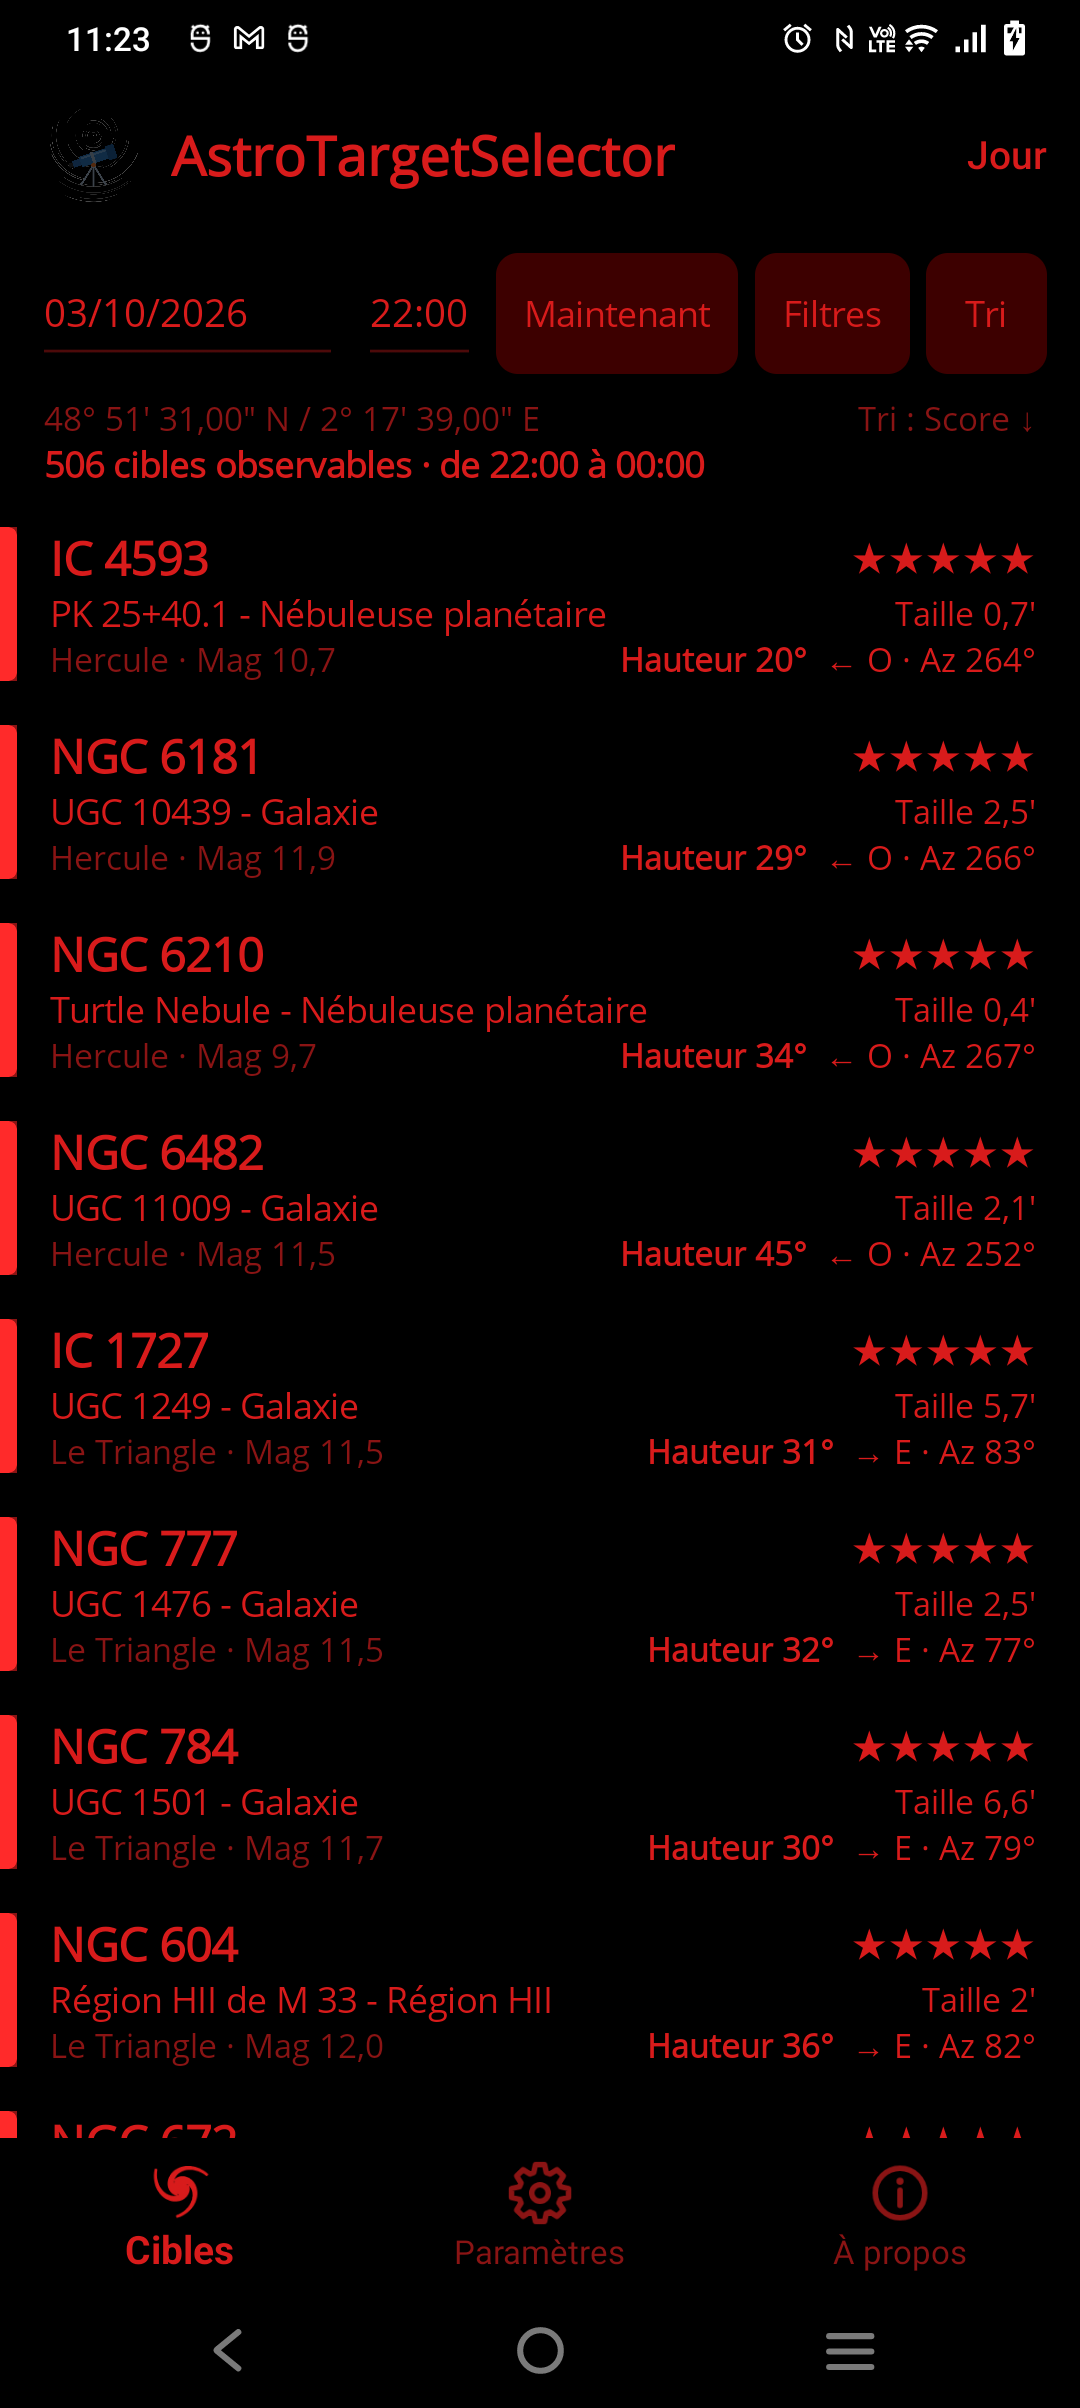 11:23
VoLTE
AstroTargetSelector
Jour
03/10/2026 22:00 Maintenant Filtres Tri
48° 51' 31,00" N / 2° 17' 39,00" E Tri : Score ↓
506 cibles observables · de 22:00 à 00:00
IC 4593 ★★★★★
PK 25+40.1 - Nébuleuse planétaire Taille 0,7'
Hercule · Mag 10,7 Hauteur 20° ← O · Az 264°
NGC 6181 ★★★★★
UGC 10439 - Galaxie Taille 2,5'
Hercule · Mag 11,9 Hauteur 29° ← O · Az 266°
NGC 6210 ★★★★★
Turtle Nebule - Nébuleuse planétaire Taille 0,4'
Hercule · Mag 9,7 Hauteur 34° ← O · Az 267°
NGC 6482 ★★★★★
UGC 11009 - Galaxie Taille 2,1'
Hercule · Mag 11,5 Hauteur 45° ← O · Az 252°
IC 1727 ★★★★★
UGC 1249 - Galaxie Taille 5,7'
Le Triangle · Mag 11,5 Hauteur 31° → E · Az 83°
NGC 777 ★★★★★
UGC 1476 - Galaxie Taille 2,5'
Le Triangle · Mag 11,5 Hauteur 32° → E · Az 77°
NGC 784 ★★★★★
UGC 1501 - Galaxie Taille 6,6'
Le Triangle · Mag 11,7 Hauteur 30° → E · Az 79°
NGC 604 ★★★★★
Région HII de M 33 - Région HII Taille 2'
Le Triangle · Mag 12,0 Hauteur 36° → E · Az 82°
NGC
Cibles Paramètres À propos